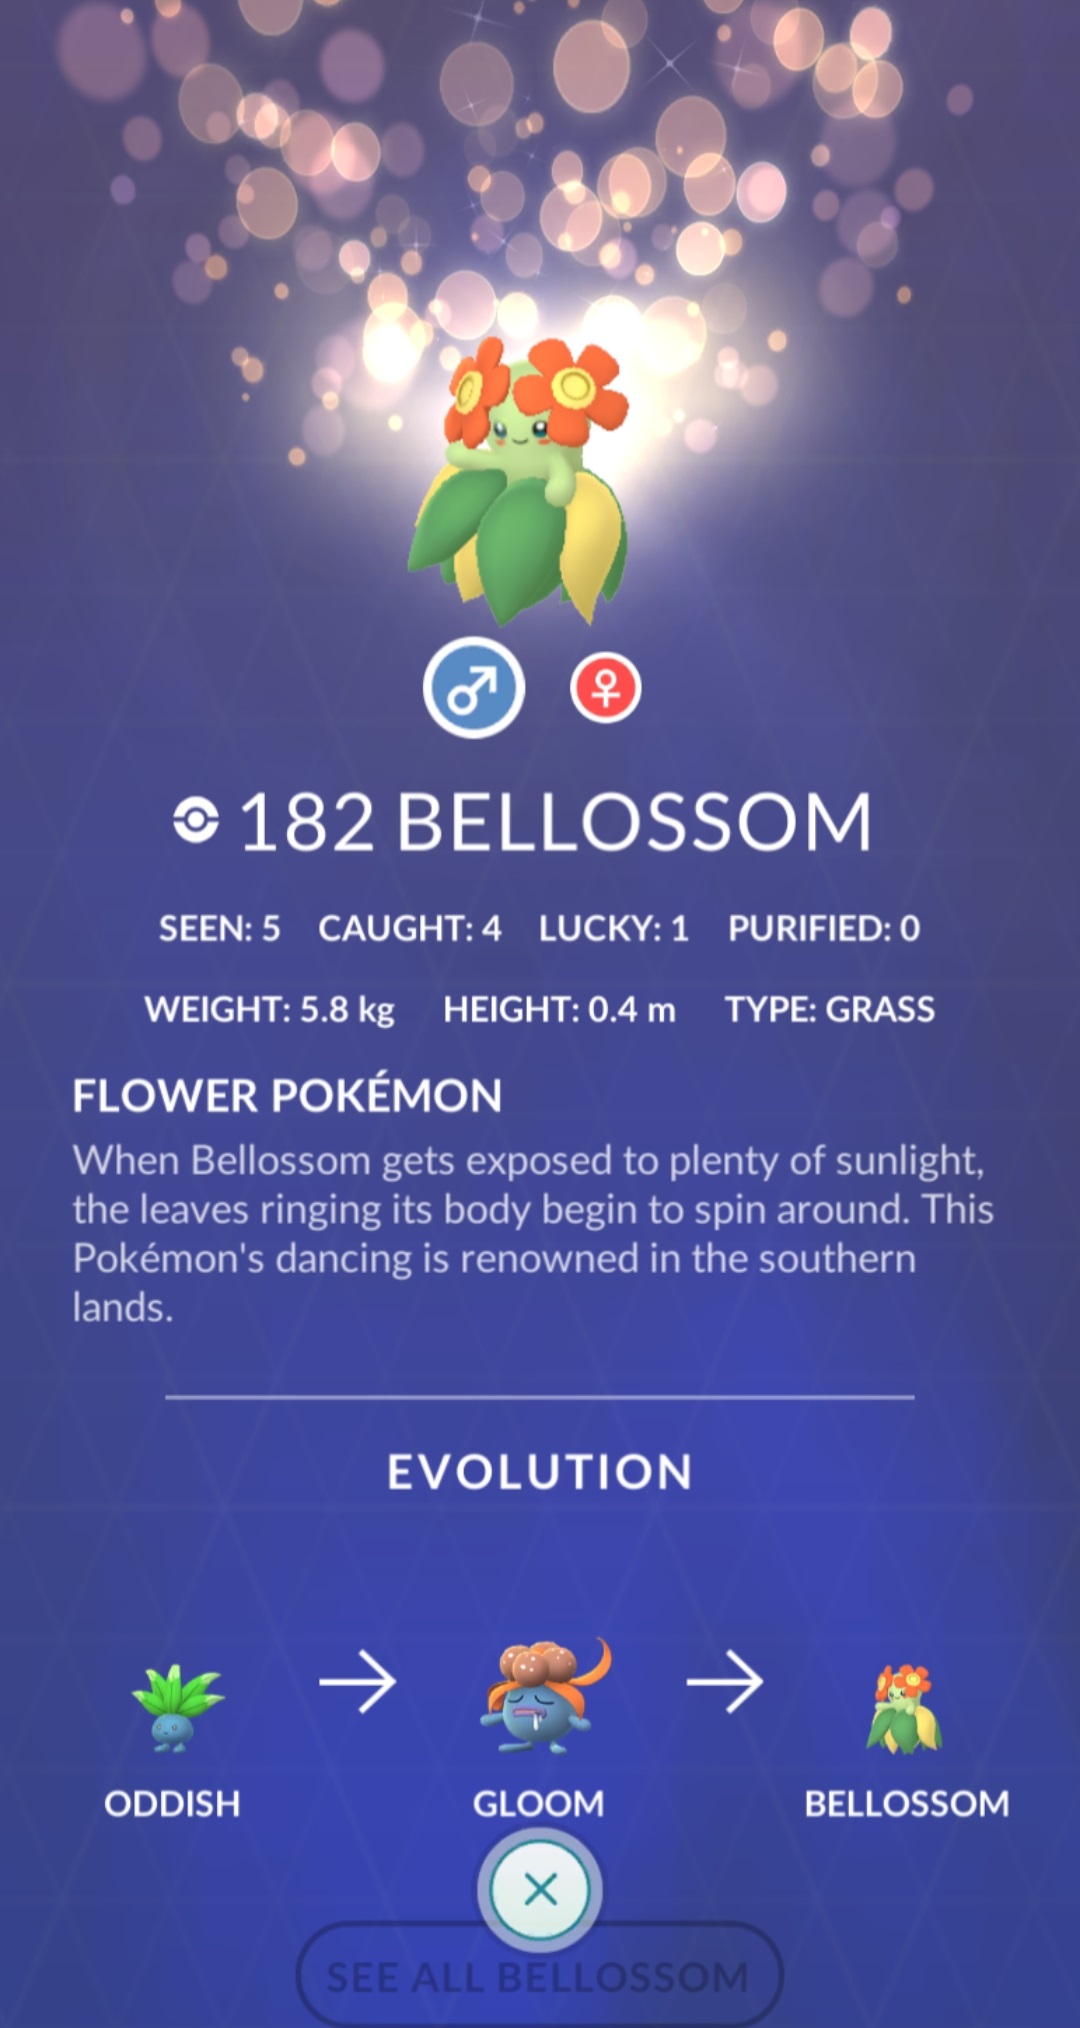 182 BELLOSSOM
SEEN: 5 CAUGHT: 4 LUCKY: 1 PURIFIED: 0
WEIGHT: 5.8 kg HEIGHT: 0.4 m TYPE: GRASS
FLOWER POKÉMON
When Bellossom gets exposed to plenty of sunlight,
the leaves ringing its body begin to spin around. This
Pokémon's dancing is renowned in the southern
lands.
EVOLUTION
ODDISH GLOOM BELLOSSOM
SEE ALL BELLOSSOM